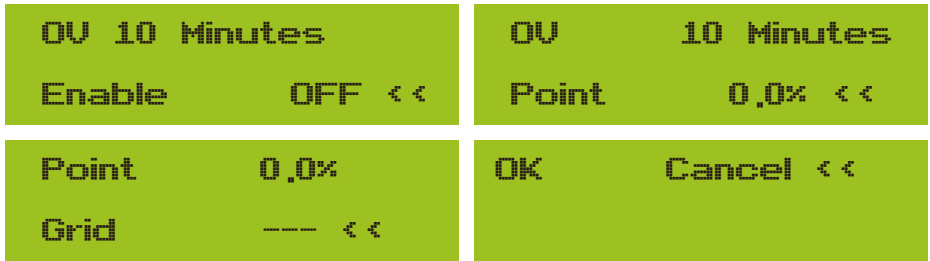 OV 10 Minutes
Enable OFF <<
OV 10 Minutes
Point 0.0% <<
Point 0.0%
Grid --- <<
OK Cancel <<